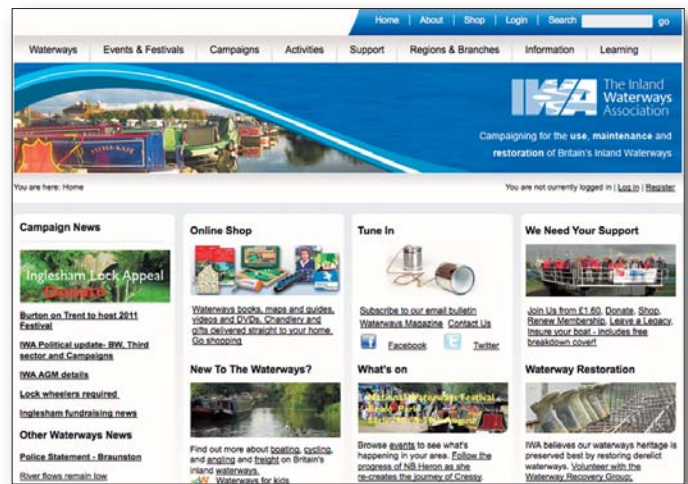 Home | About | Shop | Login | Search go
Waterways Events & Festivals Campaigns Activities Support Regions & Branches Information Learning
IWA The Inland
Waterways
Association
Campaigning for the use, maintenance and
restoration of Britain's Inland Waterways
SYLVIA-KATE
You are here: Home
You are not currently logged in | Log in | Register
Campaign News
Inglesham Lock Appeal
Donate
Burton on Trent to host 2011
Festival
IWA Political update- BW, Third
sector and Campaigns
IWA AGM details
Lock wheelers required
Inglesham fundraising news
Other Waterways News
Police Statement - Braunston
River flows remain low
Online Shop
Waterways books, maps and guides,
videos and DVDs, Chandlery and
gifts delivered straight to your home.
Go shopping
New To The Waterways?
Find out more about boating, cycling,
and angling and freight on Britain's
inland waterways.
Waterways for kids
Tune In
Subscribe to our email bulletin
Waterways Magazine Contact Us
Facebook Twitter
What's on
National Waterways Festival
Beale Park
August
Browse events to see what's
happening in your area. Follow the
progress of NB Heron as she
re-creates the journey of Cressy.
We Need Your Support
Join Us from £1.60, Donate, Shop,
Renew Membership, Leave a Legacy,
Insure your boat - includes free
breakdown cover!
Waterway Restoration
IWA believes our waterways heritage is
preserved best by restoring derelict
waterways. Volunteer with the
Waterway Recovery Group;